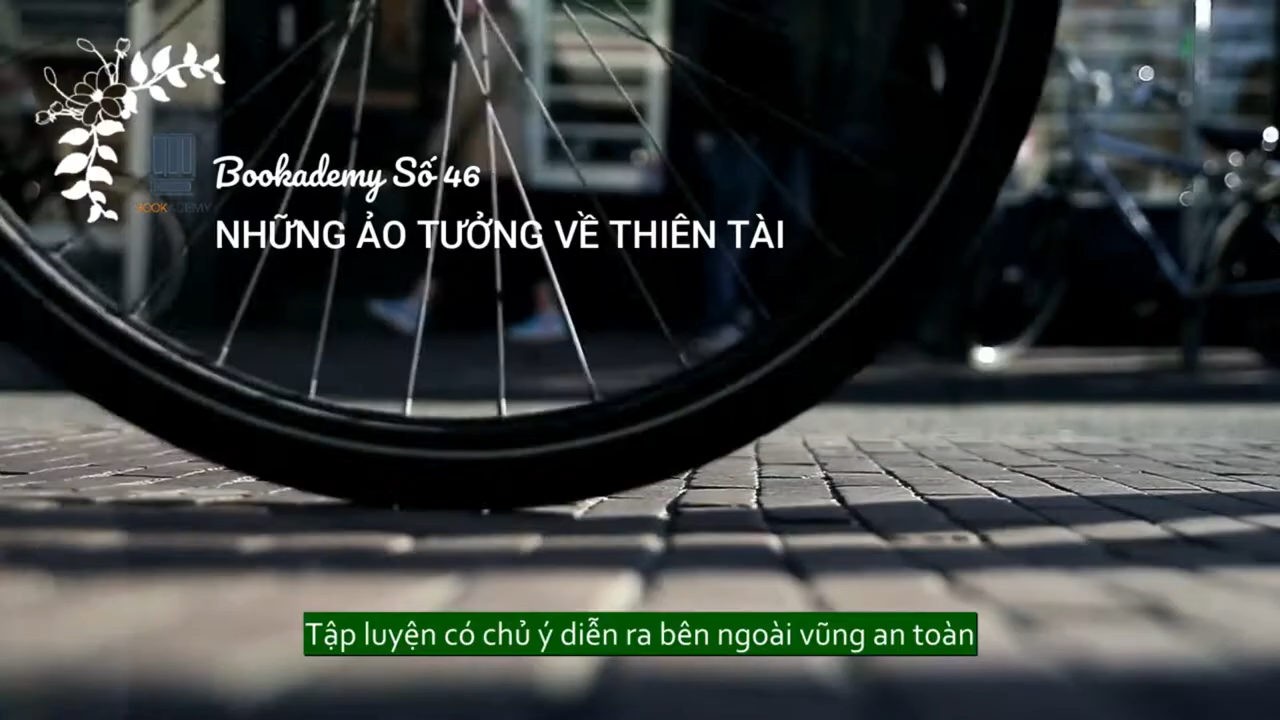 Bookademy Số 46
BOOKADEMY
NHỮNG ẢO TƯỞNG VỀ THIÊN TÀI
Tập luyện có chủ ý diễn ra bên ngoài vũng an toàn